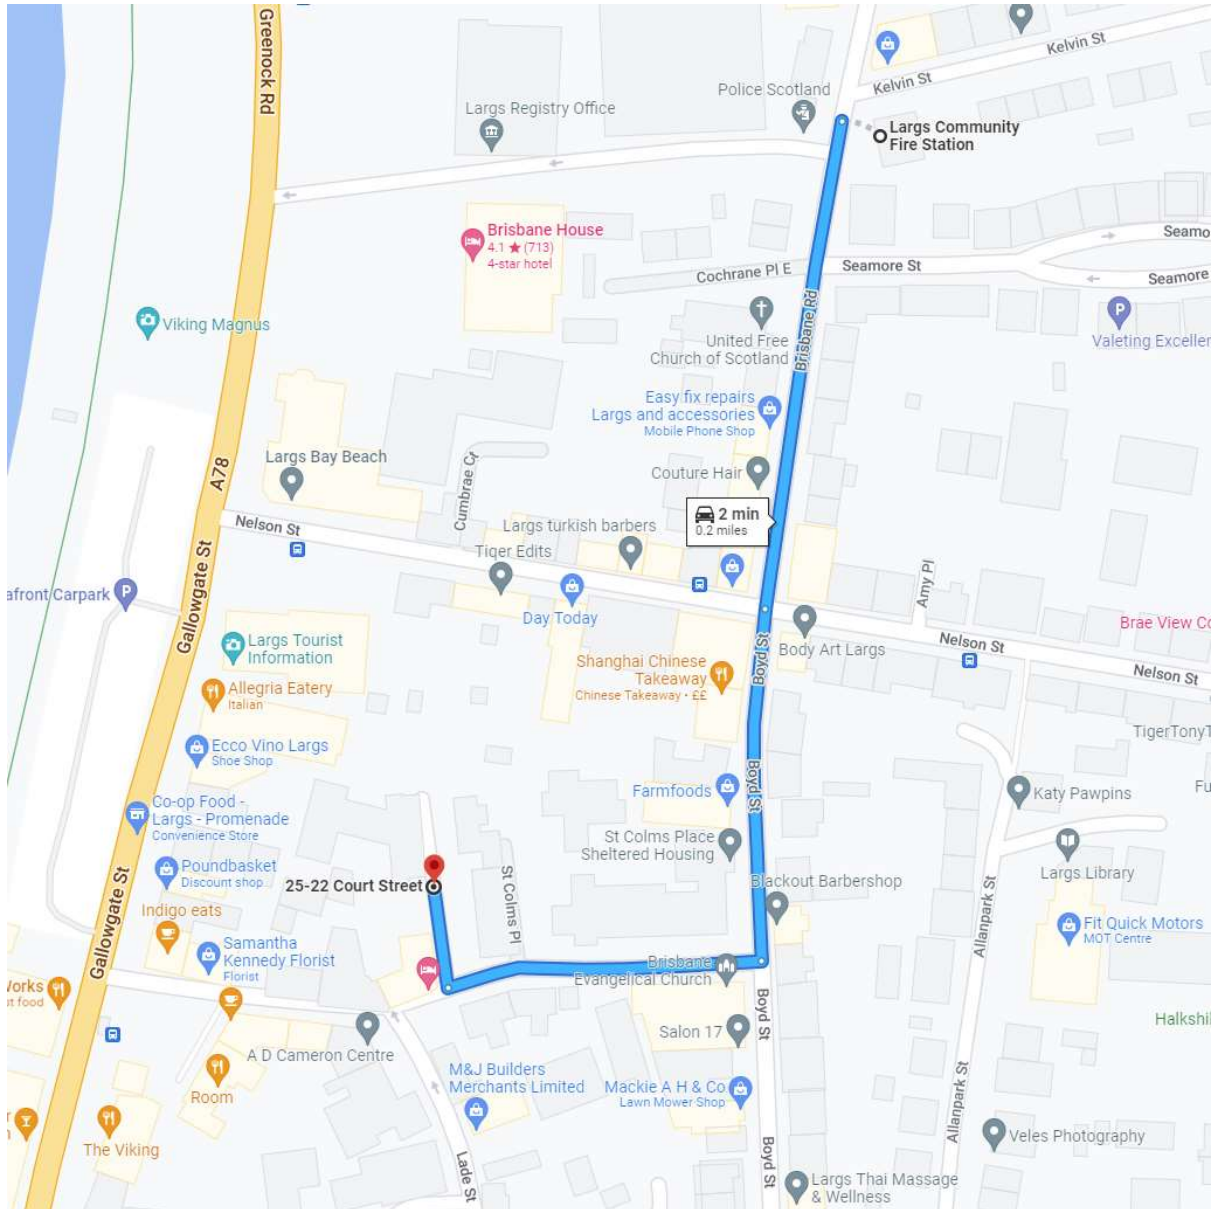 Greenock Rd
Kelvin St
Kelvin St
Police Scotland
Largs Registry Office
Largs Community
Fire Station
Brisbane House
4.1 ★ (713)
4-star hotel
Seamore St
Seamore
Cochrane Pl E
Viking Magnus
United Free
Church of Scotland
Brisbane Rd
Valeting Excellen
Easy fix repairs
Largs and accessories
Mobile Phone Shop
Amy Pl
Largs Bay Beach
A78
Cumbrae Ct
Couture Hair
2 min
0.2 miles
Nelson St
Largs turkish barbers
Tiger Edits
Day Today
Gallowgate St
afront Carpark
Boyd St
Body Art Largs
Nelson St
Brae View Co
Nelson St
Largs Tourist
Information
Allegria Eatery
Italian
Shanghai Chinese
Takeaway
Chinese Takeaway • ££
Ecco Vino Largs
Shoe Shop
TigerTonyT
Farmfoods
Boyd St
Katy Pawpins
Fu
Co-op Food -
Largs - Promenade
Convenience Store
St Colms Place
Sheltered Housing
Poundbasket
Discount shop
25-22 Court Street
St Colms Pl
Blackout Barbershop
Largs Library
Allanpark St
Indigo eats
Gallowgate St
Samantha
Kennedy Florist
Florist
Brisbane
Evangelical Church
Fit Quick Motors
MOT Centre
Works
st food
Boyd St
Salon 17
Halkshil
A D Cameron Centre
Room
M&J Builders
Merchants Limited
Mackie A H & Co
Lawn Mower Shop
Allanpark St
The Viking
Lade St
Boyd St
Veles Photography
Largs Thai Massage
& Wellness